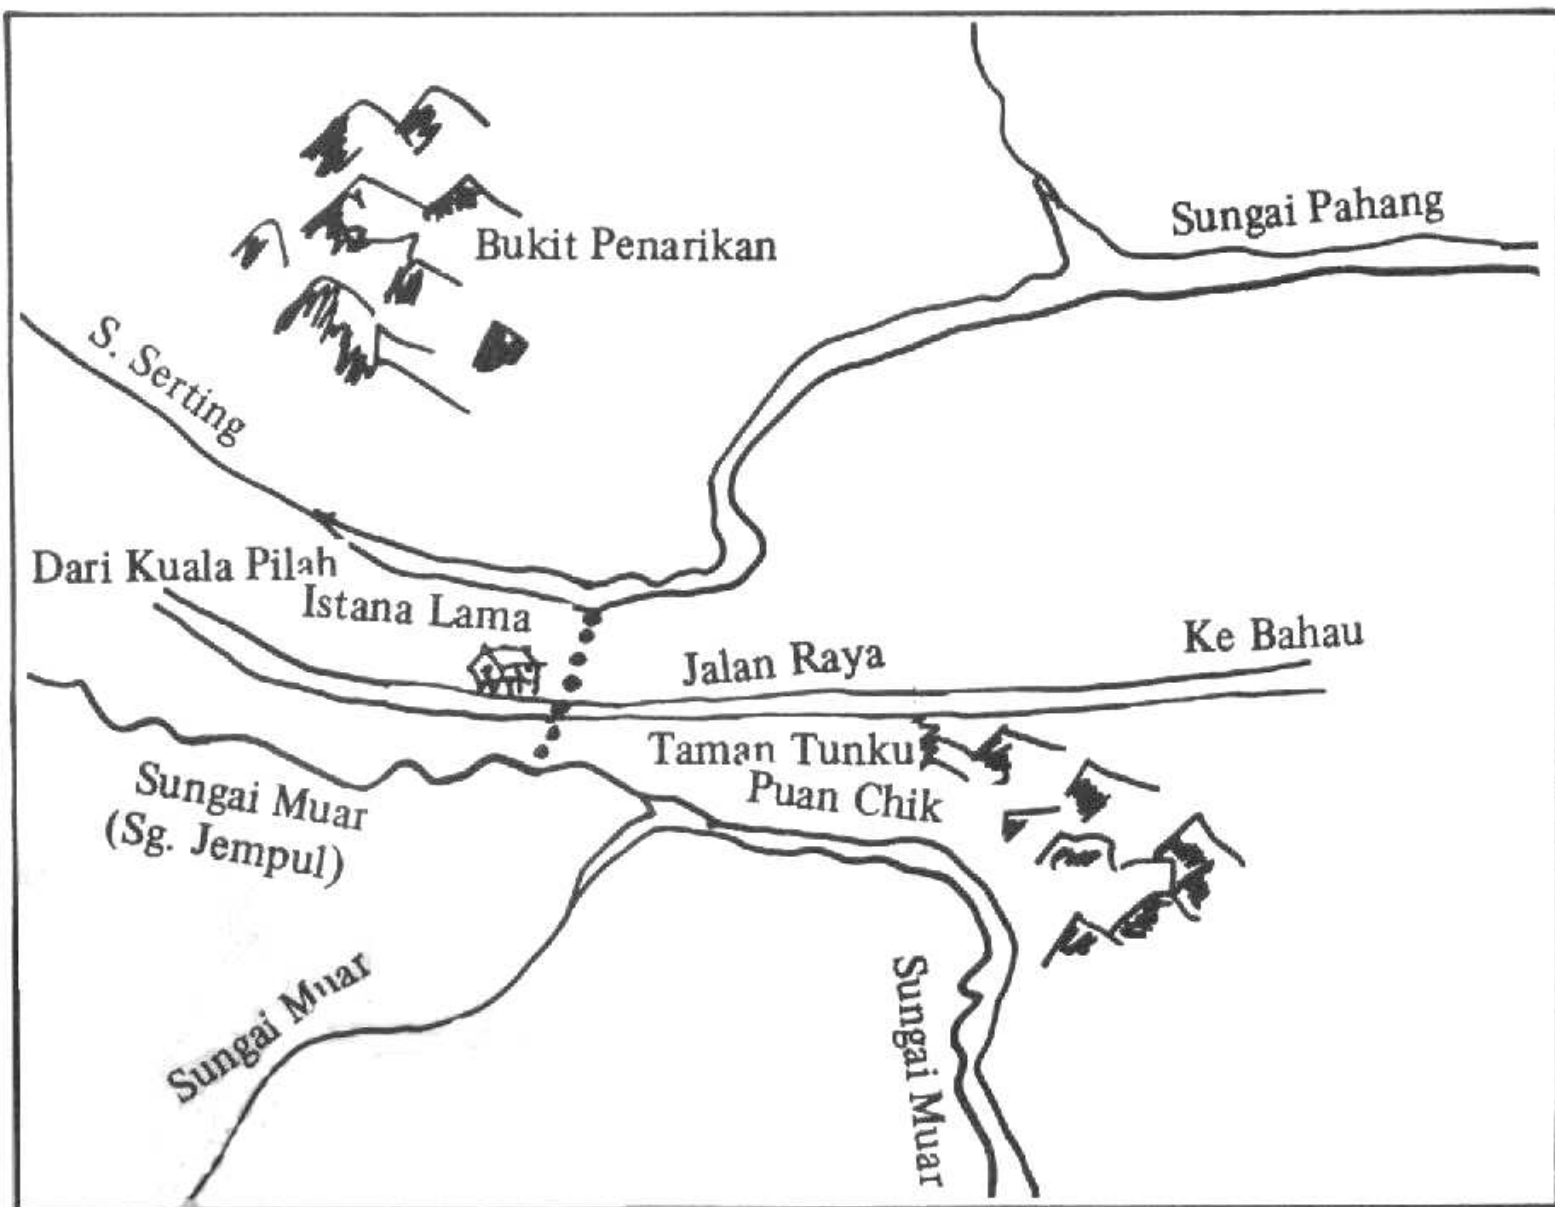 Sungai Pahang
Bukit Penarikan
S. Serting
Dari Kuala Pilah
Istana Lama
Jalan Raya
Ke Bahau
Taman Tunku
Puan Chik
Sungai Muar
(Sg. Jempul)
Sungai Muar
Sungai Muar